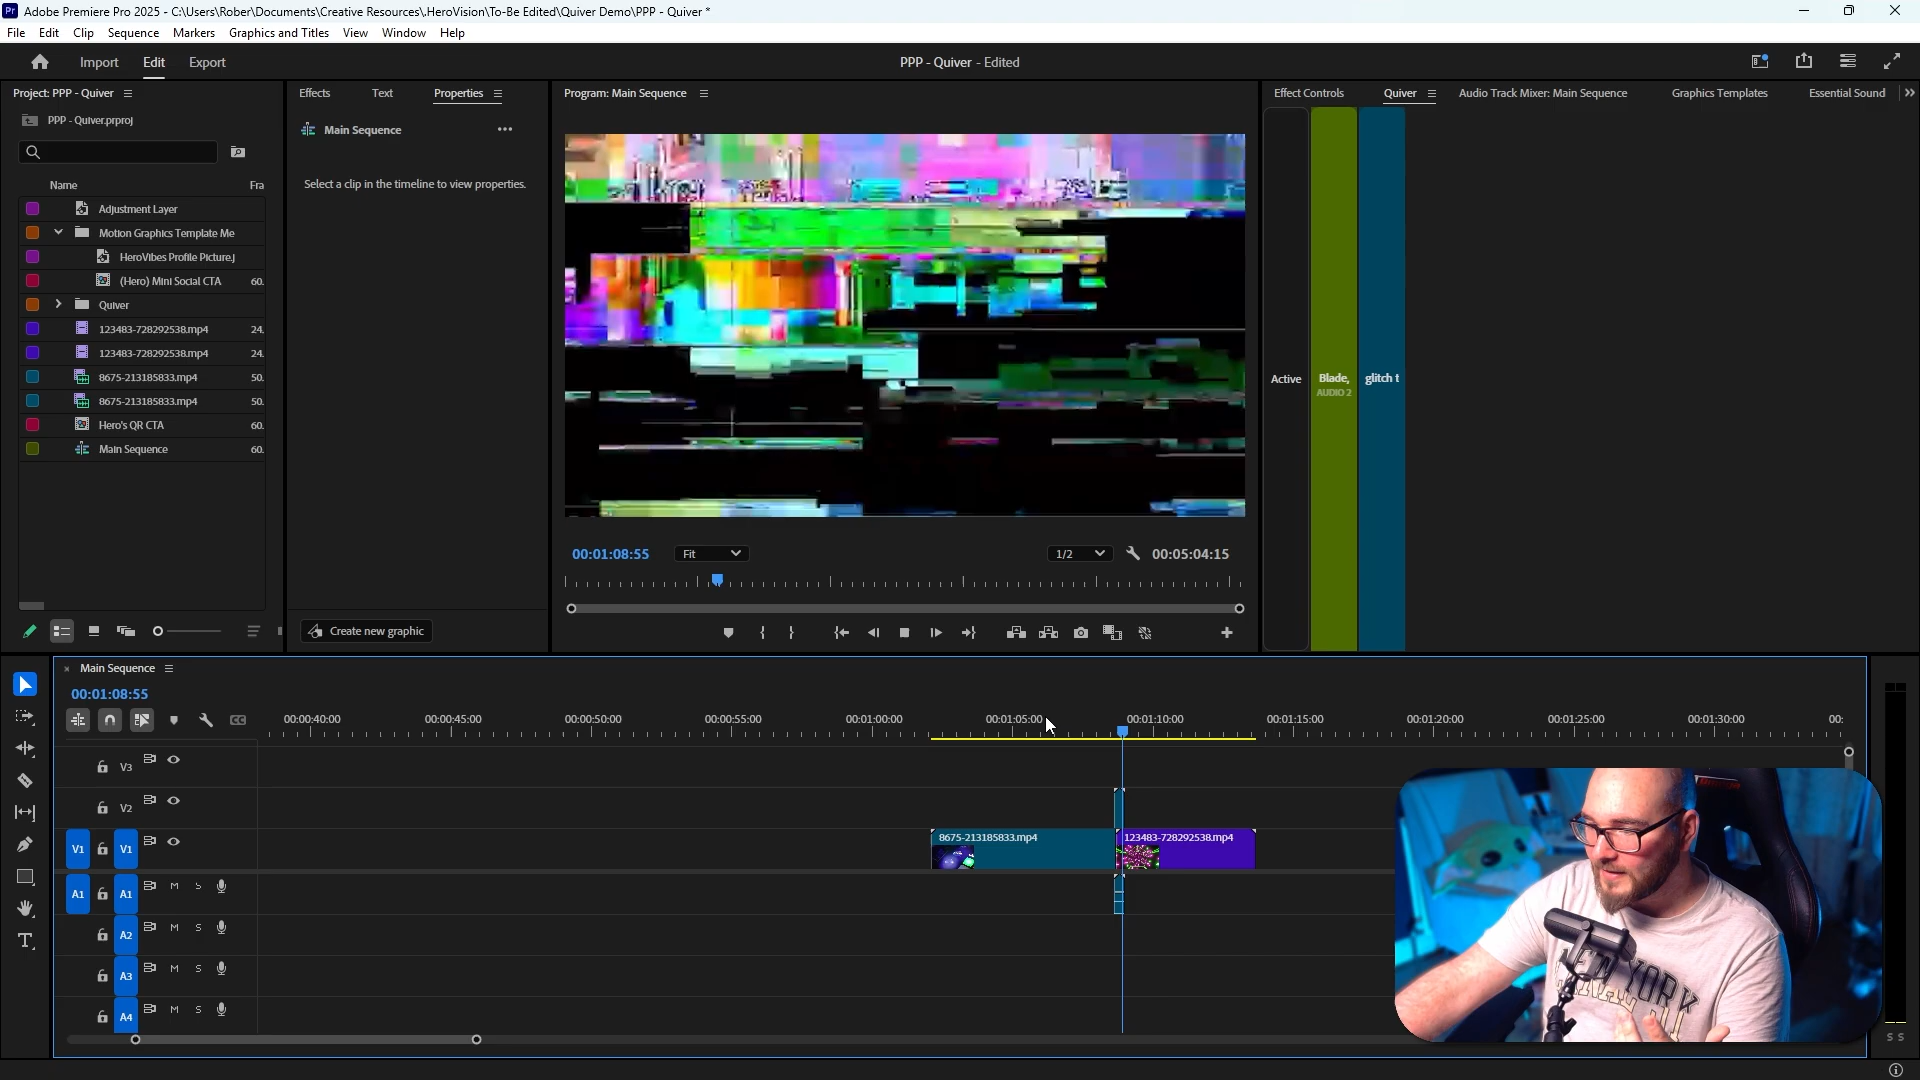 Pr Adobe Premiere Pro 2025 - C:\Users\Rober\Documents\Creative Resources\.HeroVision\To-Be Edited\Quiver Demo\PPP - Quiver *
File Edit Clip Sequence Markers Graphics and Titles View Window Help
Import Edit Export
PPP - Quiver - Edited
Project: PPP - Quiver
PPP - Quiver.prproj
Name Fra
Adjustment Layer
Motion Graphics Template Me
HeroVibes Profile Picture.j
(Hero) Mini Social CTA 60.
Quiver
123483-728292538.mp4 24.
123483-728292538.mp4 24.
8675-213185833.mp4 50.
8675-213185833.mp4 50.
Hero's QR CTA 60.
Main Sequence 60.
Effects Text Properties
Main Sequence
Select a clip in the timeline to view properties.
Create new graphic
Program: Main Sequence
00:01:08:55 Fit 1/2 00:05:04:15
Effect Controls Quiver Audio Track Mixer: Main Sequence Graphics Templates Essential Sound
Active Blade, glitch t
AUDIO 2
Main Sequence
00:01:08:55
CC
00:00:40:00 00:00:45:00 00:00:50:00 00:00:55:00 00:01:00:00 00:01:05:00 00:01:10:00 00:01:15:00 00:01:20:00 00:01:25:00 00:01:30:00 00:
V3
V2
V1 V1
8675-213185833.mp4 123483-728292538.mp4
A1 A1 M S
A2 M S
A3 M S
A4 M S
NEW YORK
S S